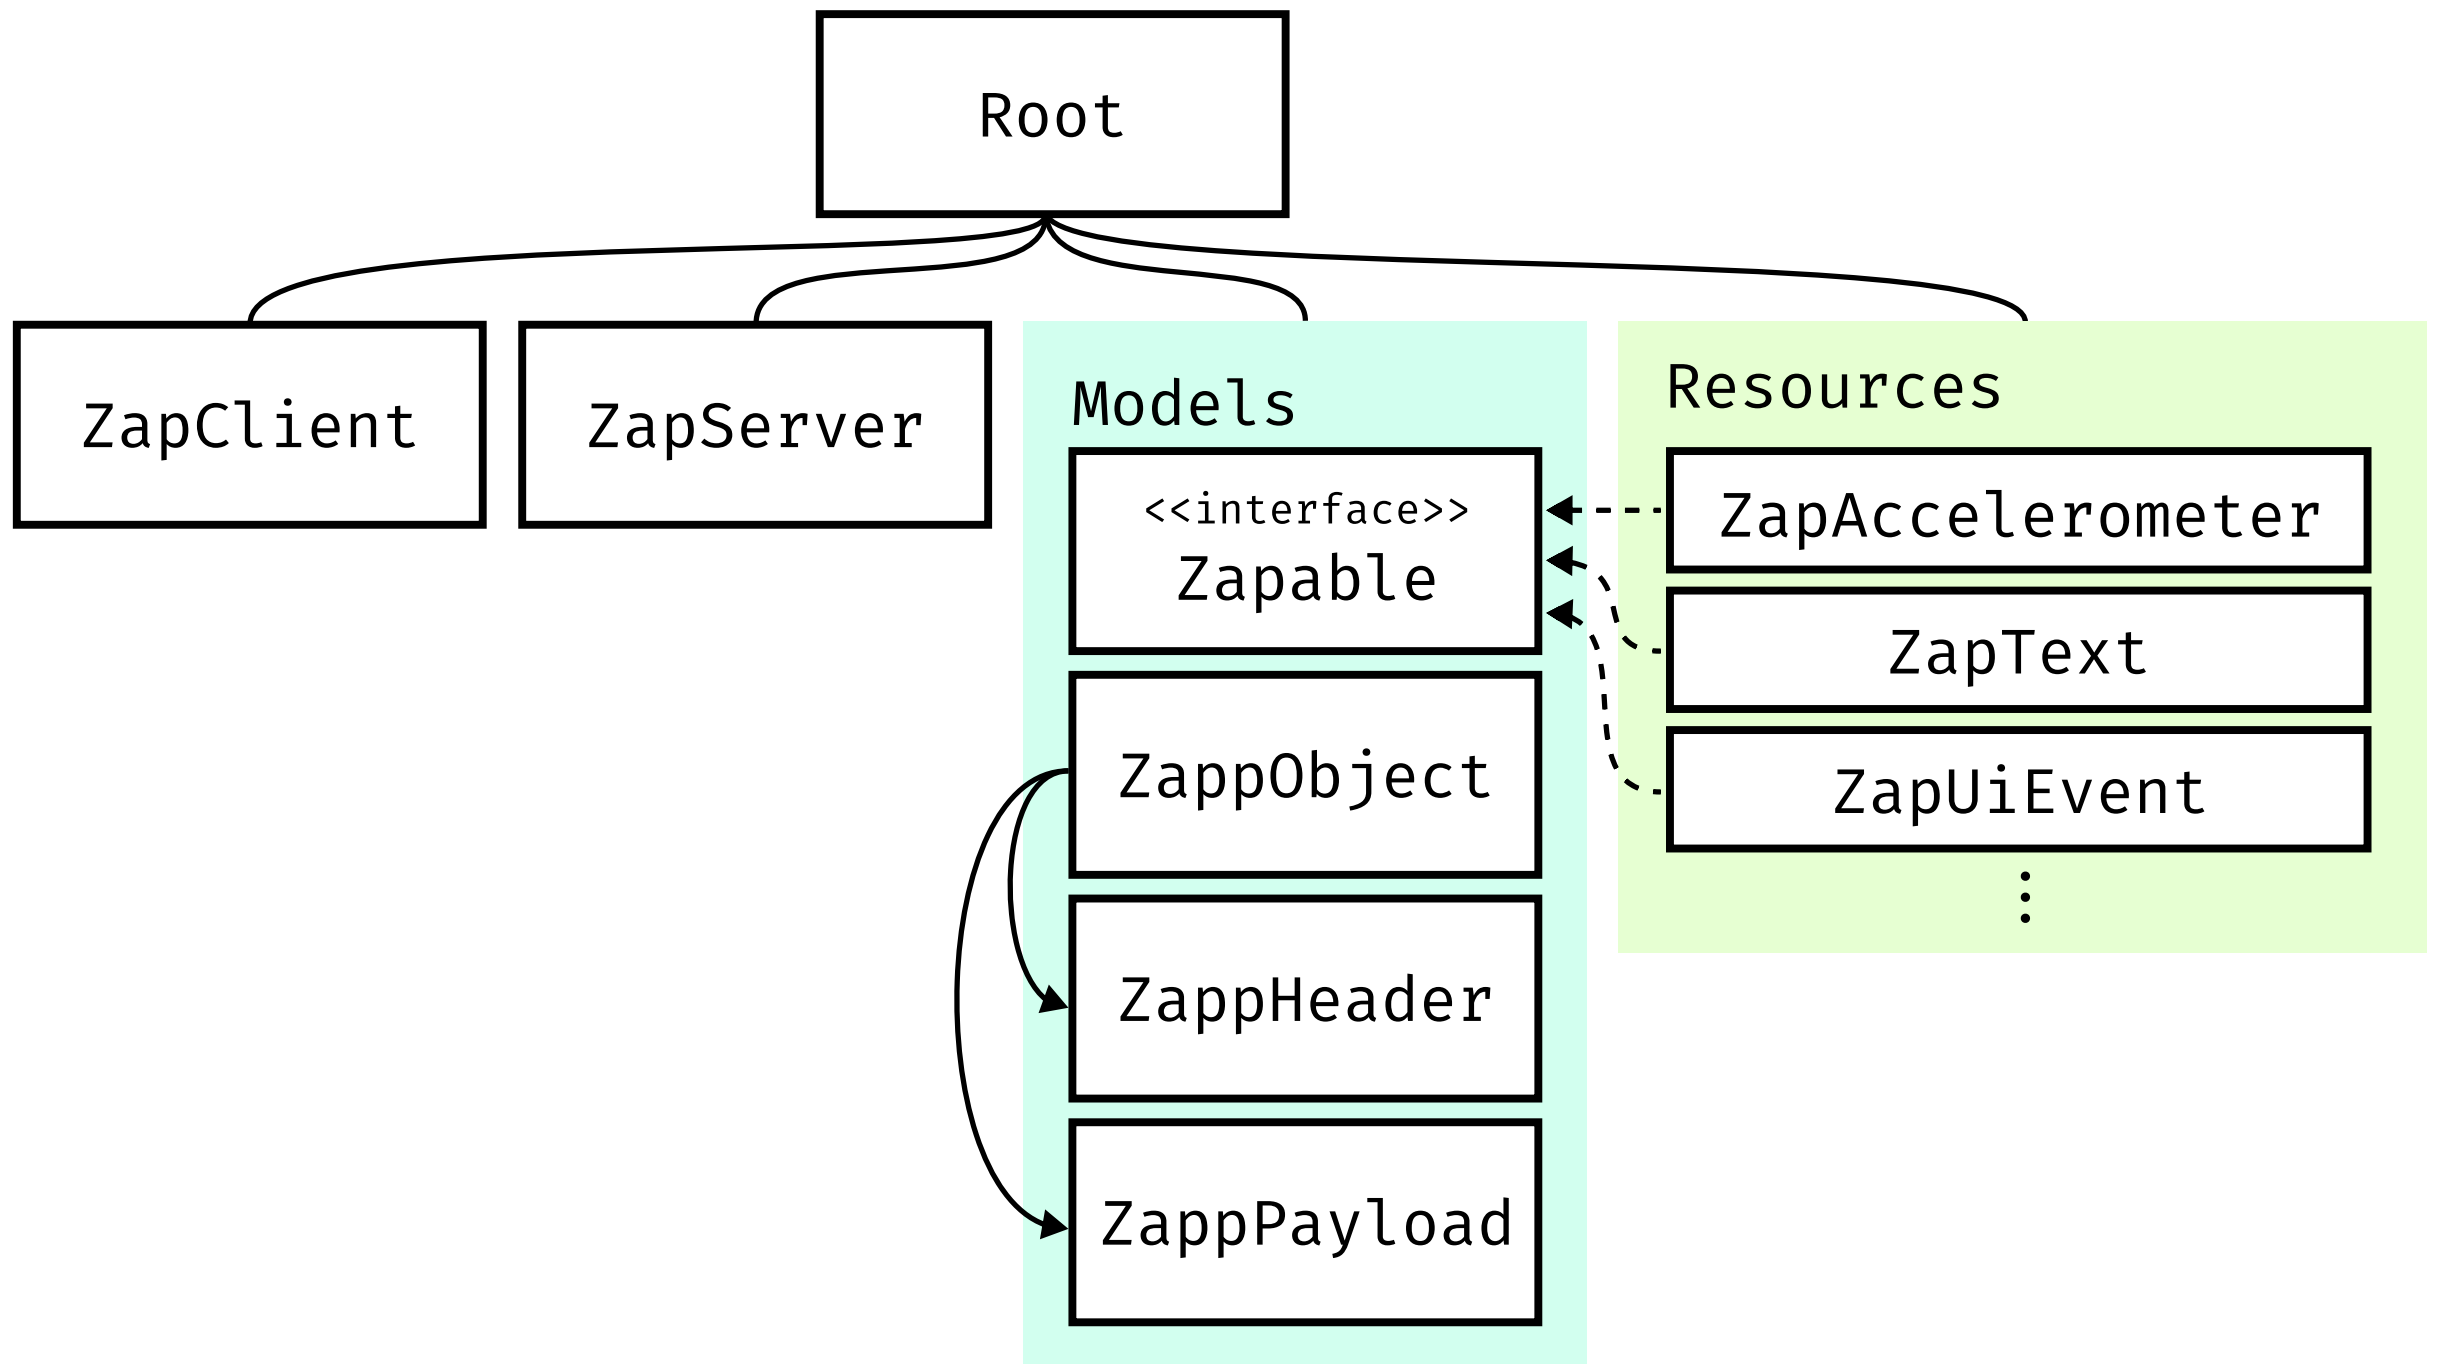 Root
ZapClient
ZapServer
Models
<<interface>>
Zapable
ZappObject
ZappHeader
ZappPayload
Resources
ZapAccelerometer
ZapText
ZapUiEvent